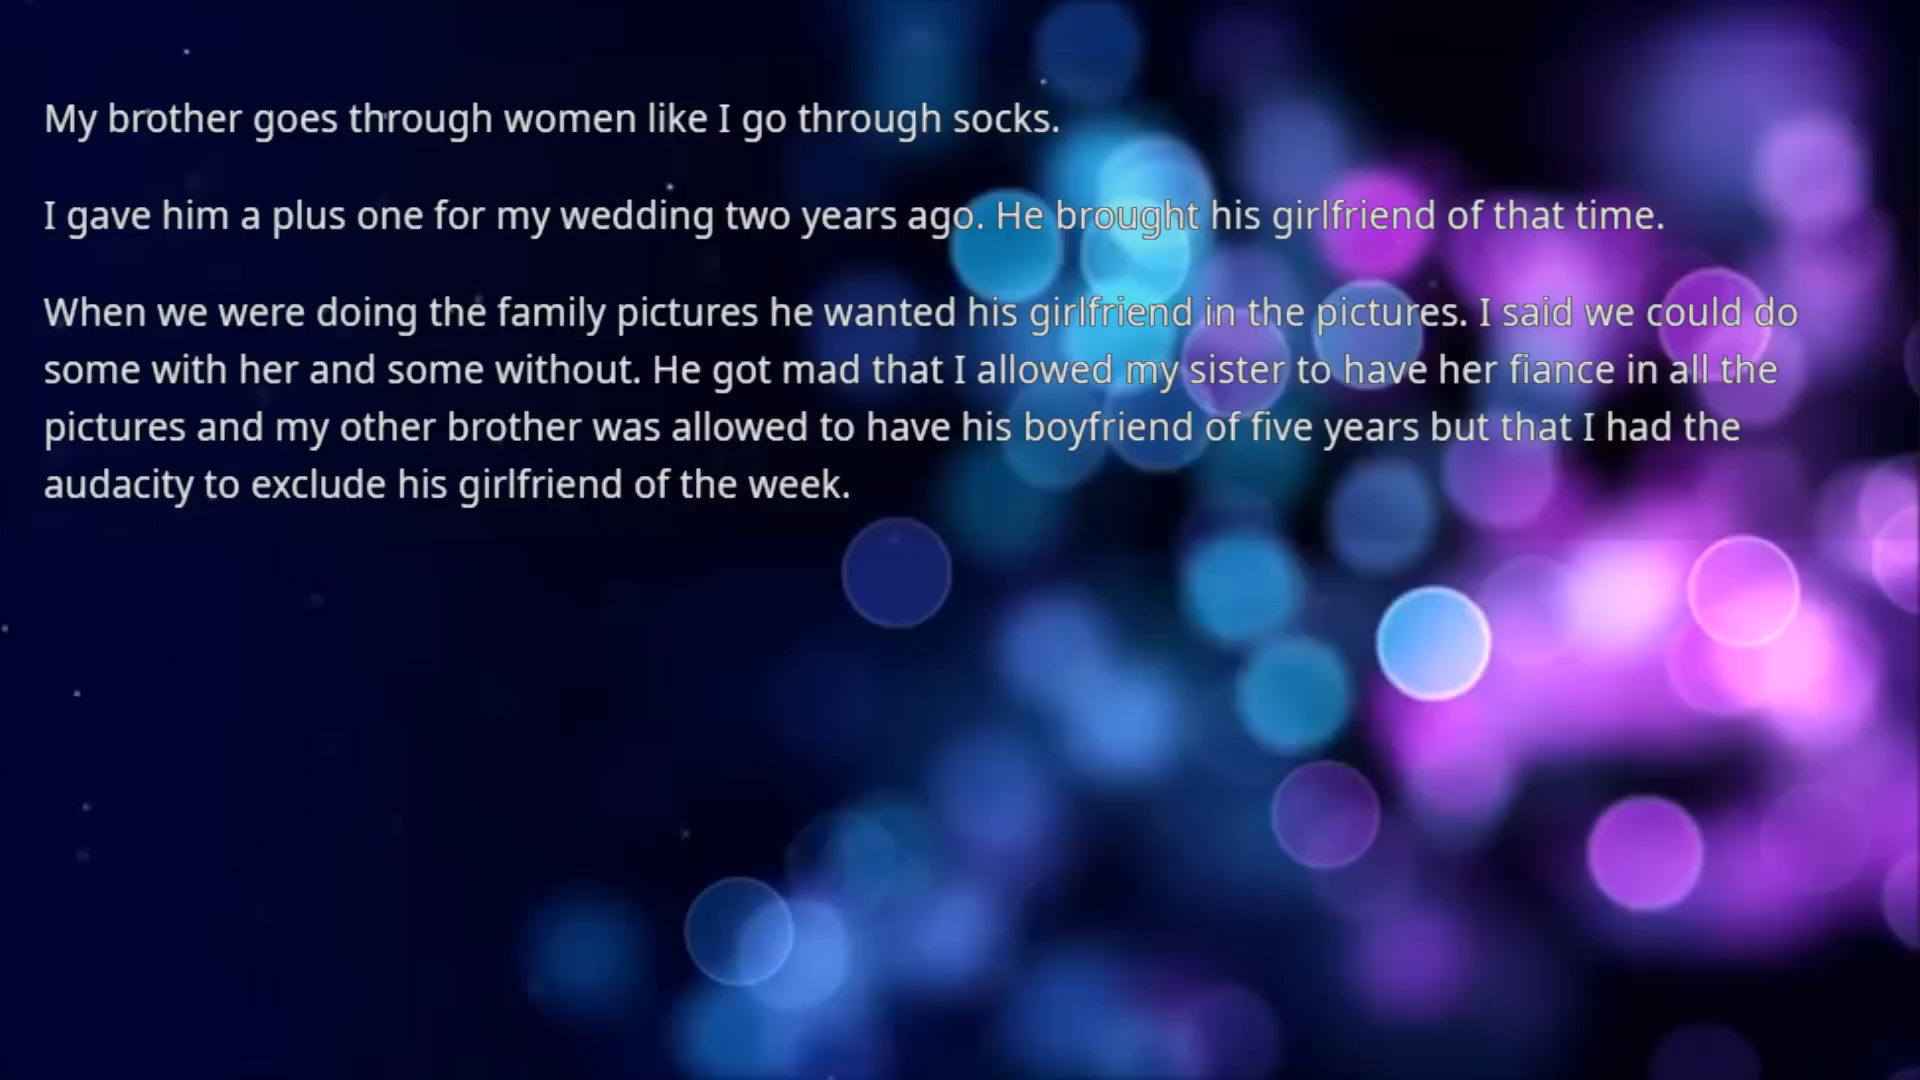 My brother goes through women like I go through socks.
I gave him a plus one for my wedding two years ago. He brought his girlfriend of that time.
When we were doing the family pictures he wanted his girlfriend in the pictures. I said we could do
some with her and some without. He got mad that I allowed my sister to have her fiance in all the
pictures and my other brother was allowed to have his boyfriend of five years but that I had the
audacity to exclude his girlfriend of the week.